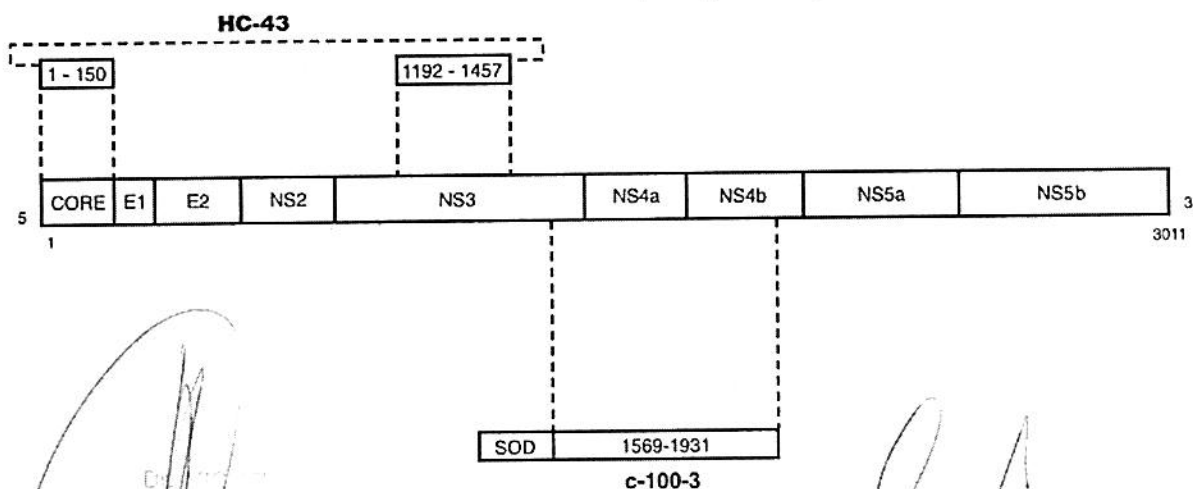 HC-43
1 - 150 1192 - 1457
CORE E1 E2 NS2 NS3 NS4a NS4b NS5a NS5b
5 3
1 3011
SOD 1569-1931
c-100-3